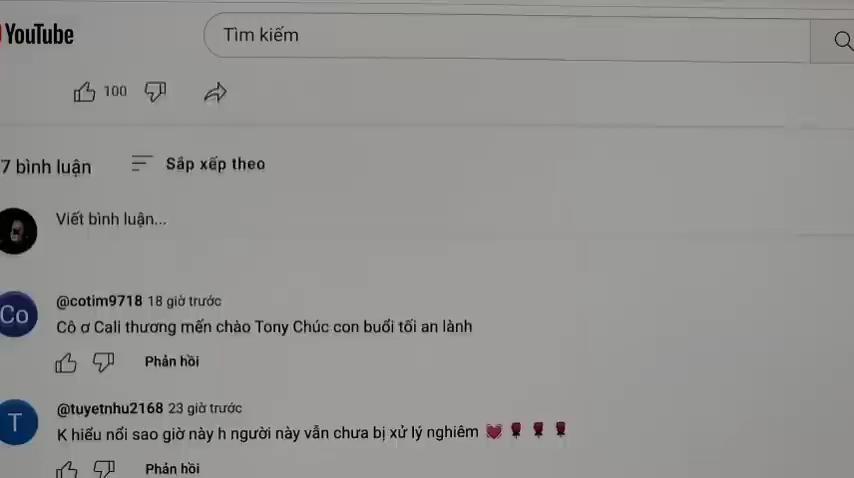 YouTube
Tìm kiếm
100
7 bình luận
Sắp xếp theo
Viết bình luận...
Co
@cotim9718 18 giờ trước
Cô ơ Cali thương mến chào Tony Chúc con buổi tối an lành
Phản hồi
T
@tuyetnhu2168 23 giờ trước
K hiểu nổi sao giờ này h người này vẫn chưa bị xử lý nghiêm 💓🌹🌹🌹
Phản hồi